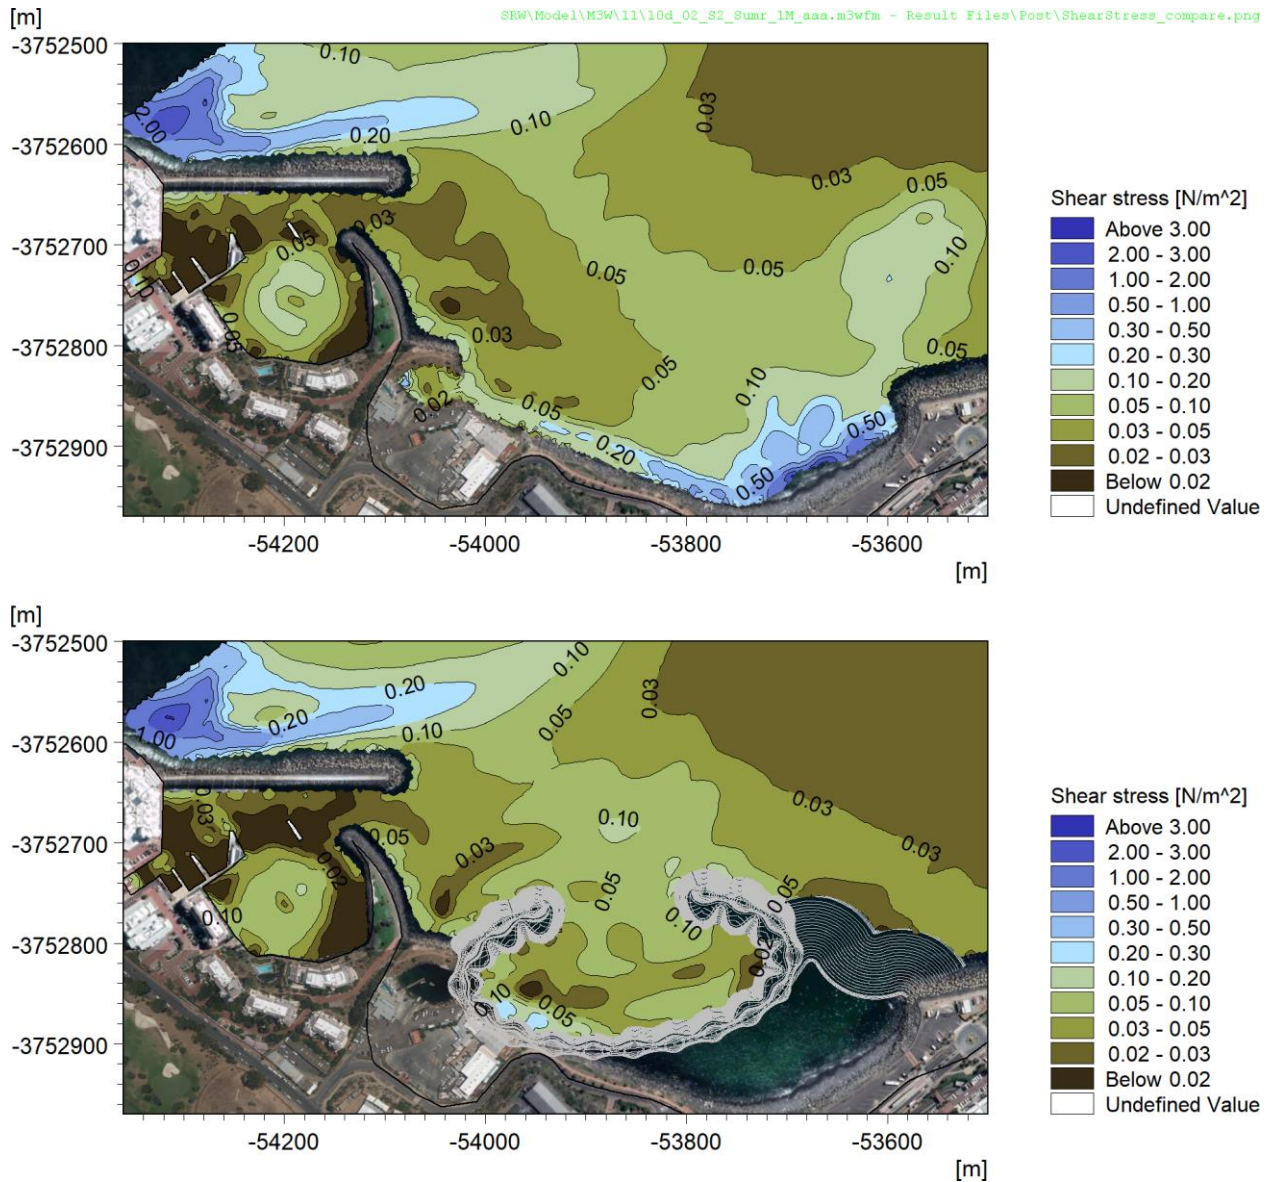 [m]
SRW\Model\M3W\11\10d_02_S2_Sumr_1M_aaa.m3wfm - Result Files\Post\ShearStress_compare.png
-3752500
-3752600
-3752700
-3752800
-3752900
0.10
0.03
2.00
0.20
0.10
0.03
0.05
0.03
0.05
0.05
0.05
0.10
0.10
0.03
0.05
0.05
0.05
0.10
0.02
0.05
0.20
0.50
0.50
-54200
-54000
-53800
-53600
[m]
Shear stress [N/m^2]
Above 3.00
2.00 - 3.00
1.00 - 2.00
0.50 - 1.00
0.30 - 0.50
0.20 - 0.30
0.10 - 0.20
0.05 - 0.10
0.03 - 0.05
0.02 - 0.03
Below 0.02
Undefined Value
[m]
-3752500
-3752600
-3752700
-3752800
-3752900
0.10
0.20
0.03
0.20
0.05
1.00
0.10
0.03
0.03
0.10
0.05
0.03
0.03
0.02
0.05
0.05
0.10
0.10
0.02
0.10
0.05
-54200
-54000
-53800
-53600
[m]
Shear stress [N/m^2]
Above 3.00
2.00 - 3.00
1.00 - 2.00
0.50 - 1.00
0.30 - 0.50
0.20 - 0.30
0.10 - 0.20
0.05 - 0.10
0.03 - 0.05
0.02 - 0.03
Below 0.02
Undefined Value